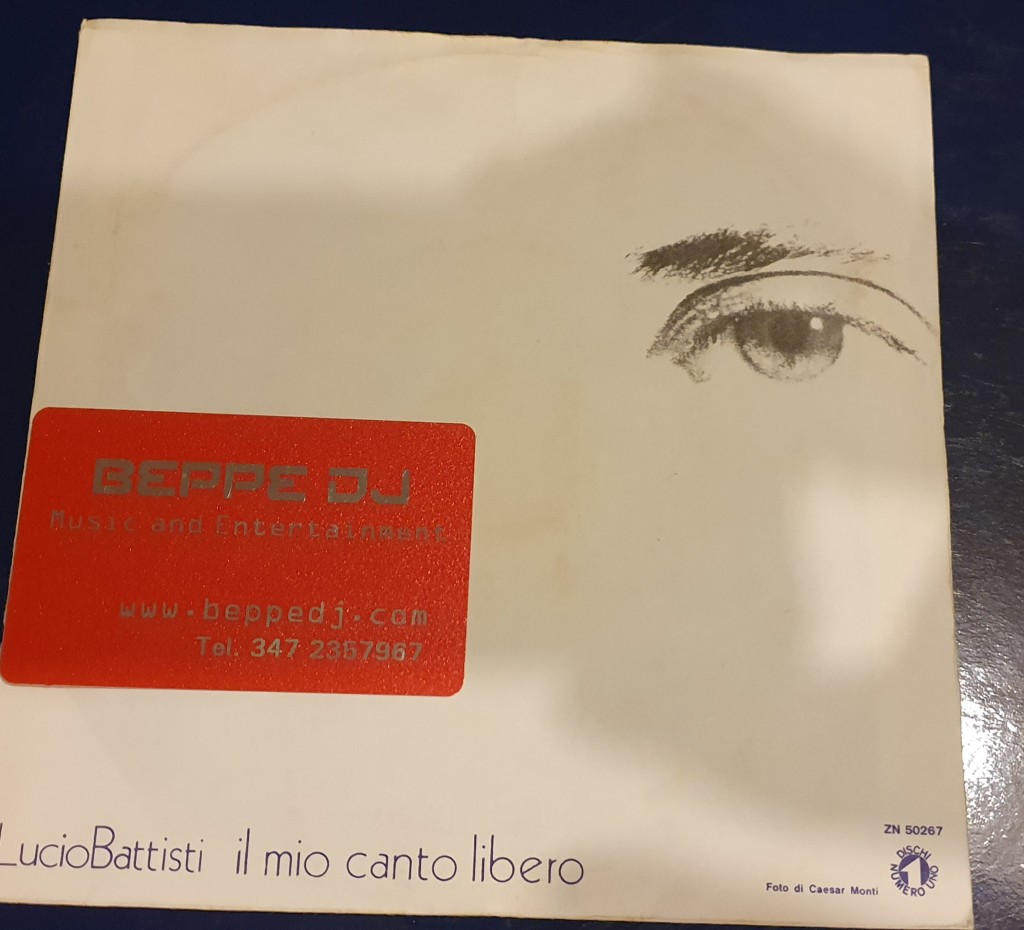 BEPPE DJ
Music and Entertainment
www.beppedj.com
Tel. 347 2357967
LucioBattisti il mio canto libero
ZN 50267
DISCHI
1
NUMERO UNO
Foto di Caesar Monti